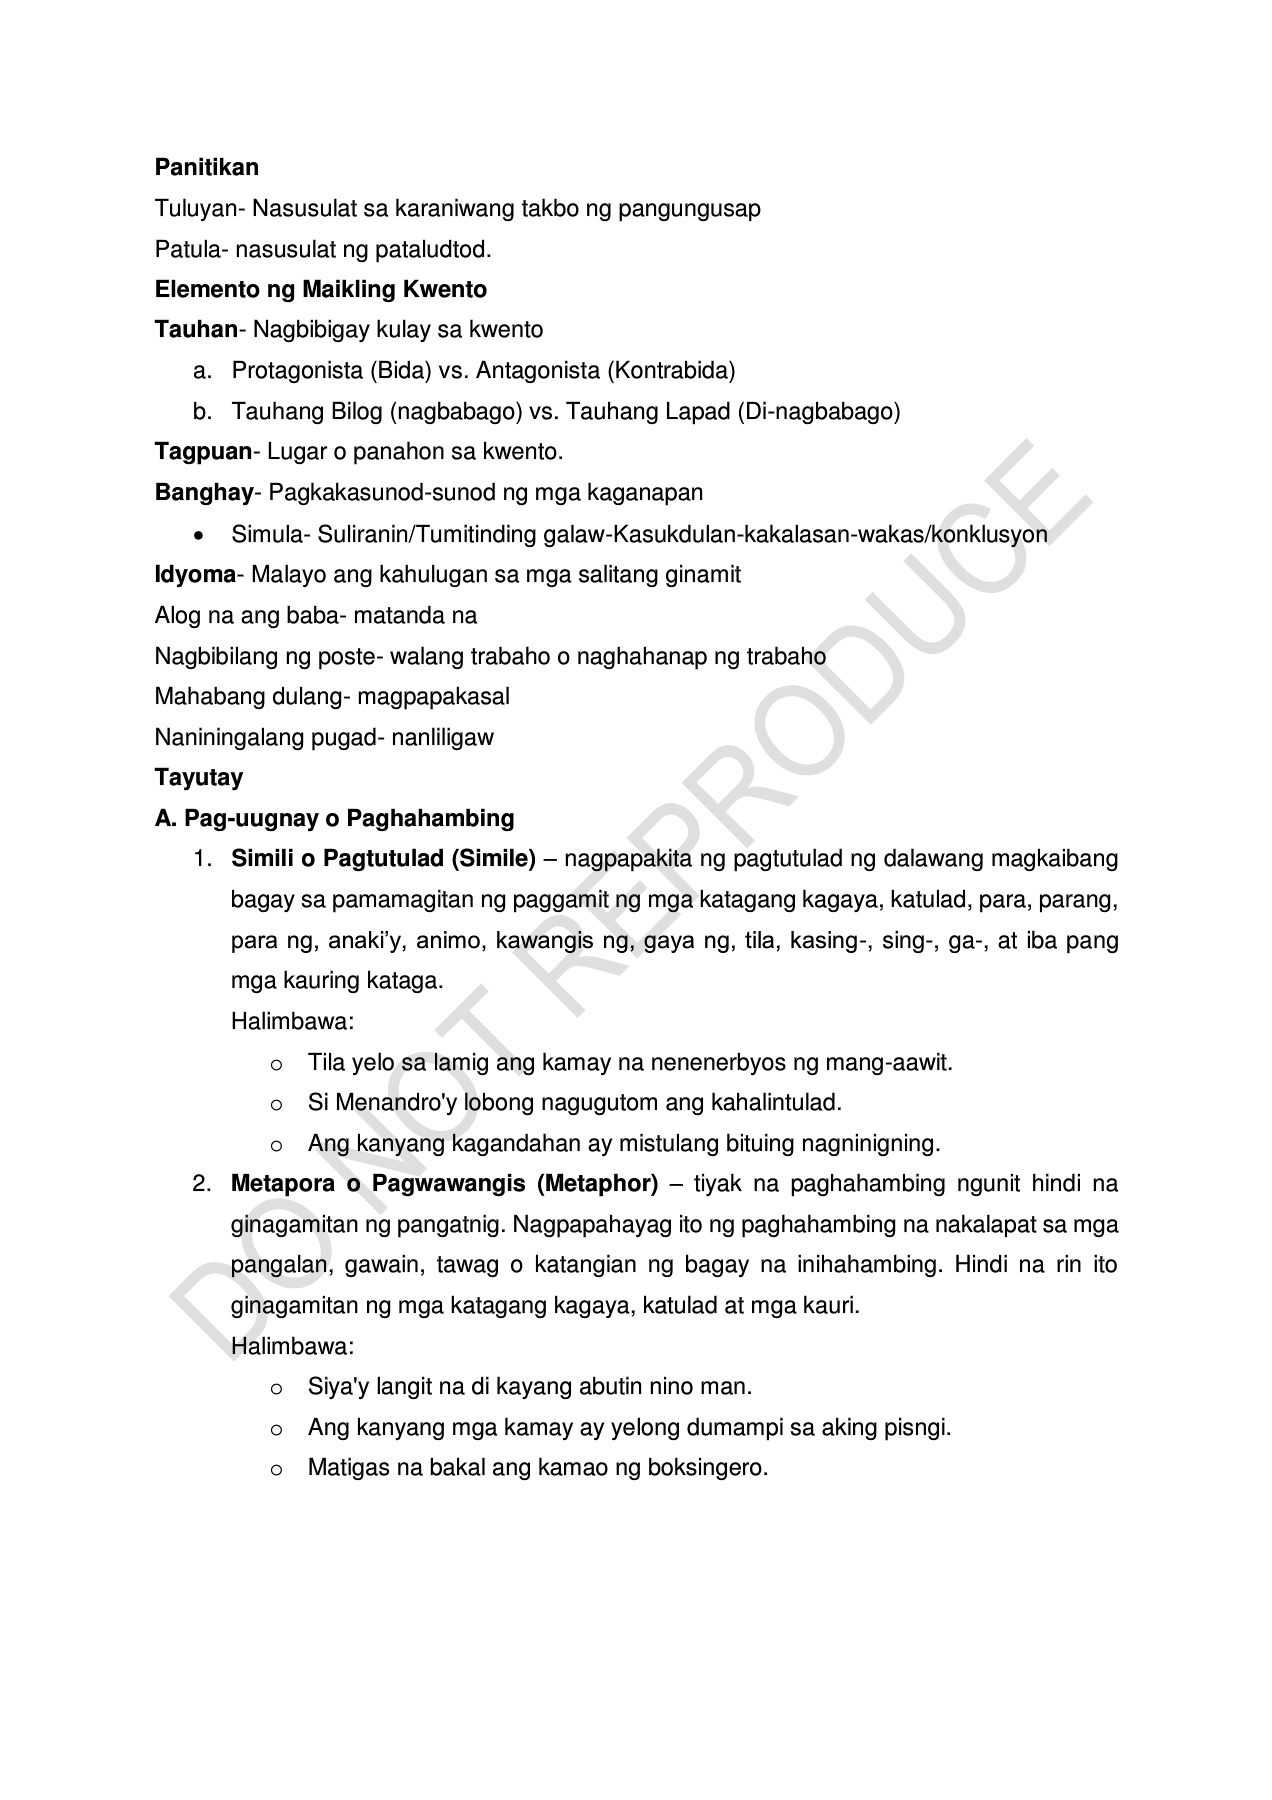 Panitikan
Tuluyan- Nasusulat sa karaniwang takbo ng pangungusap
Patula- nasusulat ng pataludtod.
Elemento ng Maikling Kwento
Tauhan- Nagbibigay kulay sa kwento
a. Protagonista (Bida) vs. Antagonista (Kontrabida)
b. Tauhang Bilog (nagbabago) vs. Tauhang Lapad (Di-nagbabago)
Tagpuan- Lugar o panahon sa kwento.
Banghay- Pagkakasunod-sunod ng mga kaganapan
• Simula- Suliranin/Tumitinding galaw-Kasukdulan-kakalasan-wakas/konklusyon
Idyoma- Malayo ang kahulugan sa mga salitang ginamit
Alog na ang baba- matanda na
Nagbibilang ng poste- walang trabaho o naghahanap ng trabaho
Mahabang dulang- magpapakasal
Naniningalang pugad- nanliligaw
Tayutay
A. Pag-uugnay o Paghahambing
1. Simili o Pagtutulad (Simile) – nagpapakita ng pagtutulad ng dalawang magkaibang
bagay sa pamamagitan ng paggamit ng mga katagang kagaya, katulad, para, parang,
para ng, anaki’y, animo, kawangis ng, gaya ng, tila, kasing-, sing-, ga-, at iba pang
mga kauring kataga.
Halimbawa:
o Tila yelo sa lamig ang kamay na nenenerbyos ng mang-aawit.
o Si Menandro'y lobong nagugutom ang kahalintulad.
o Ang kanyang kagandahan ay mistulang bituing nagninigning.
2. Metapora o Pagwawangis (Metaphor) – tiyak na paghahambing ngunit hindi na
ginagamitan ng pangatnig. Nagpapahayag ito ng paghahambing na nakalapat sa mga
pangalan, gawain, tawag o katangian ng bagay na inihahambing. Hindi na rin ito
ginagamitan ng mga katagang kagaya, katulad at mga kauri.
Halimbawa:
o Siya'y langit na di kayang abutin nino man.
o Ang kanyang mga kamay ay yelong dumampi sa aking pisngi.
o Matigas na bakal ang kamao ng boksingero.
DO NOT REPRODUCE